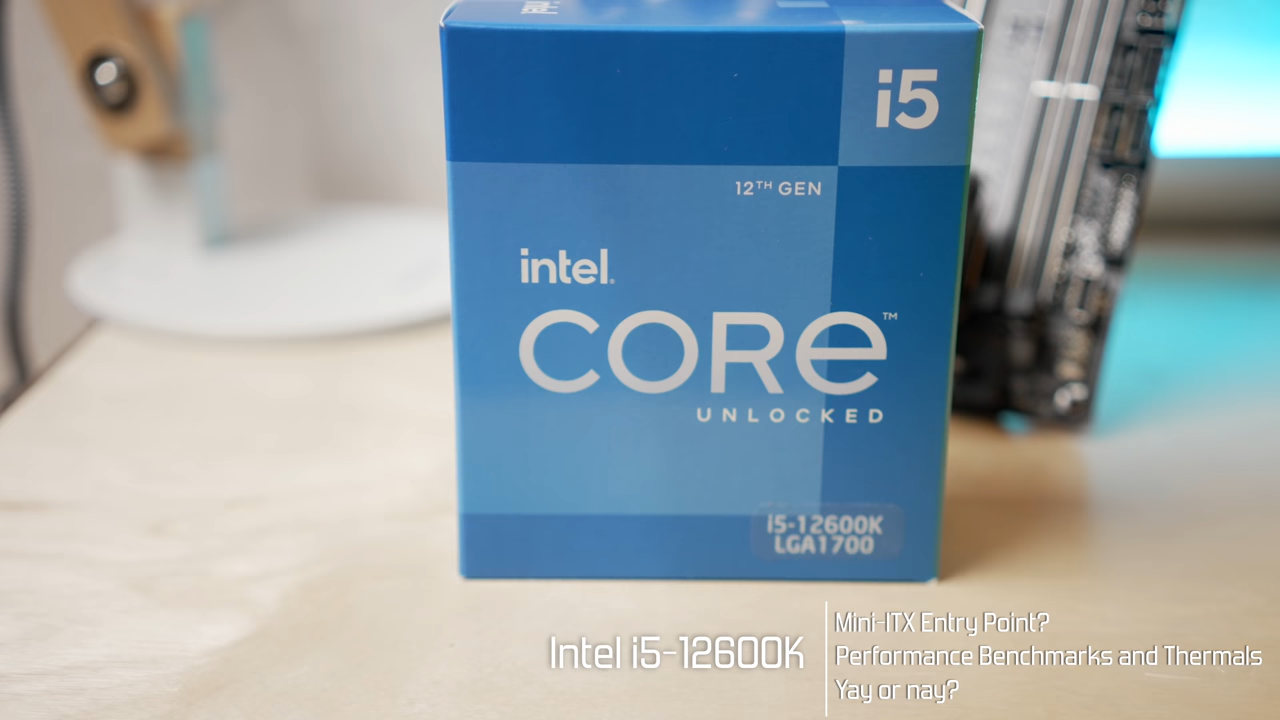 intel
i5
12TH GEN
intel.
CORE™
UNLOCKED
i5-12600K
LGA1700
Intel i5-12600K
Mini-ITX Entry Point?
Performance Benchmarks and Thermals
Yay or nay?